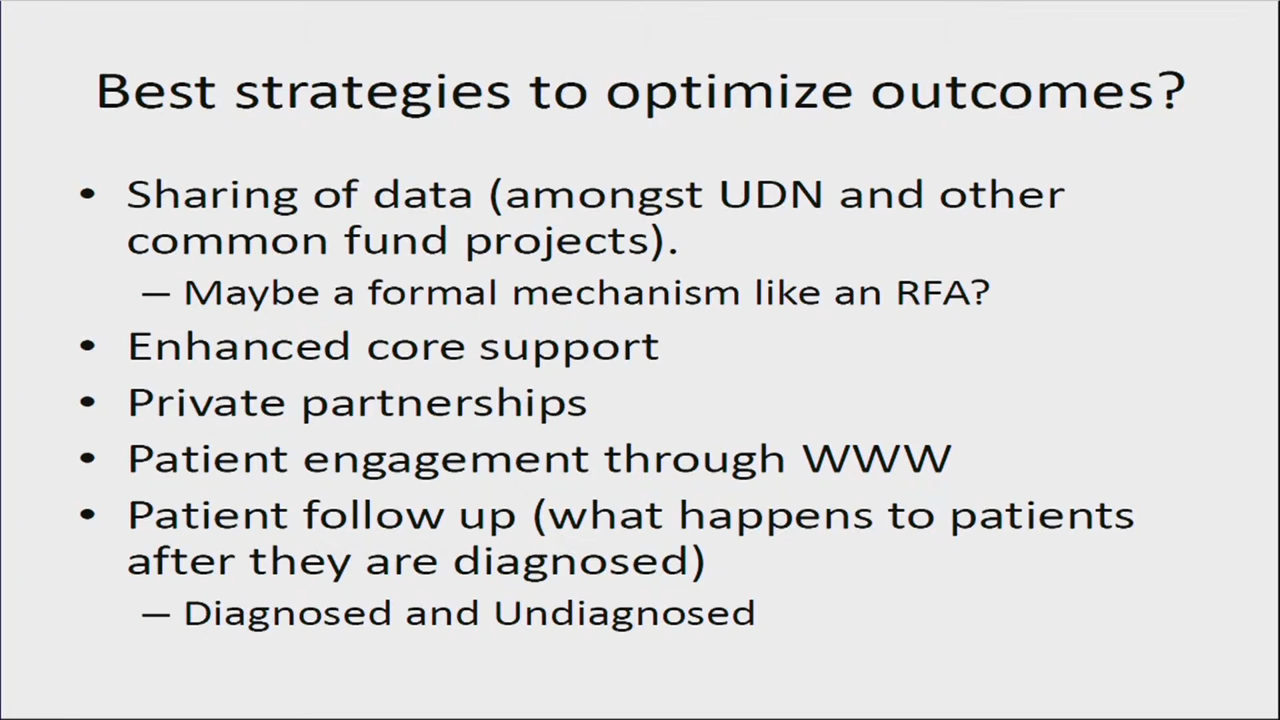 Best strategies to optimize outcomes?
• Sharing of data (amongst UDN and other
common fund projects).
– Maybe a formal mechanism like an RFA?
• Enhanced core support
• Private partnerships
• Patient engagement through WWW
• Patient follow up (what happens to patients
after they are diagnosed)
– Diagnosed and Undiagnosed